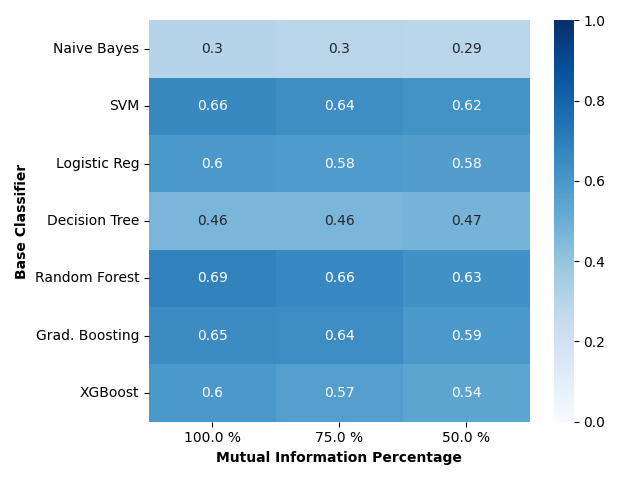 Base Classifier
Naive Bayes 0.3 0.3 0.29
SVM 0.66 0.64 0.62
Logistic Reg 0.6 0.58 0.58
Decision Tree 0.46 0.46 0.47
Random Forest 0.69 0.66 0.63
Grad. Boosting 0.65 0.64 0.59
XGBoost 0.6 0.57 0.54
100.0 % 75.0 % 50.0 %
Mutual Information Percentage
1.0
0.8
0.6
0.4
0.2
0.0